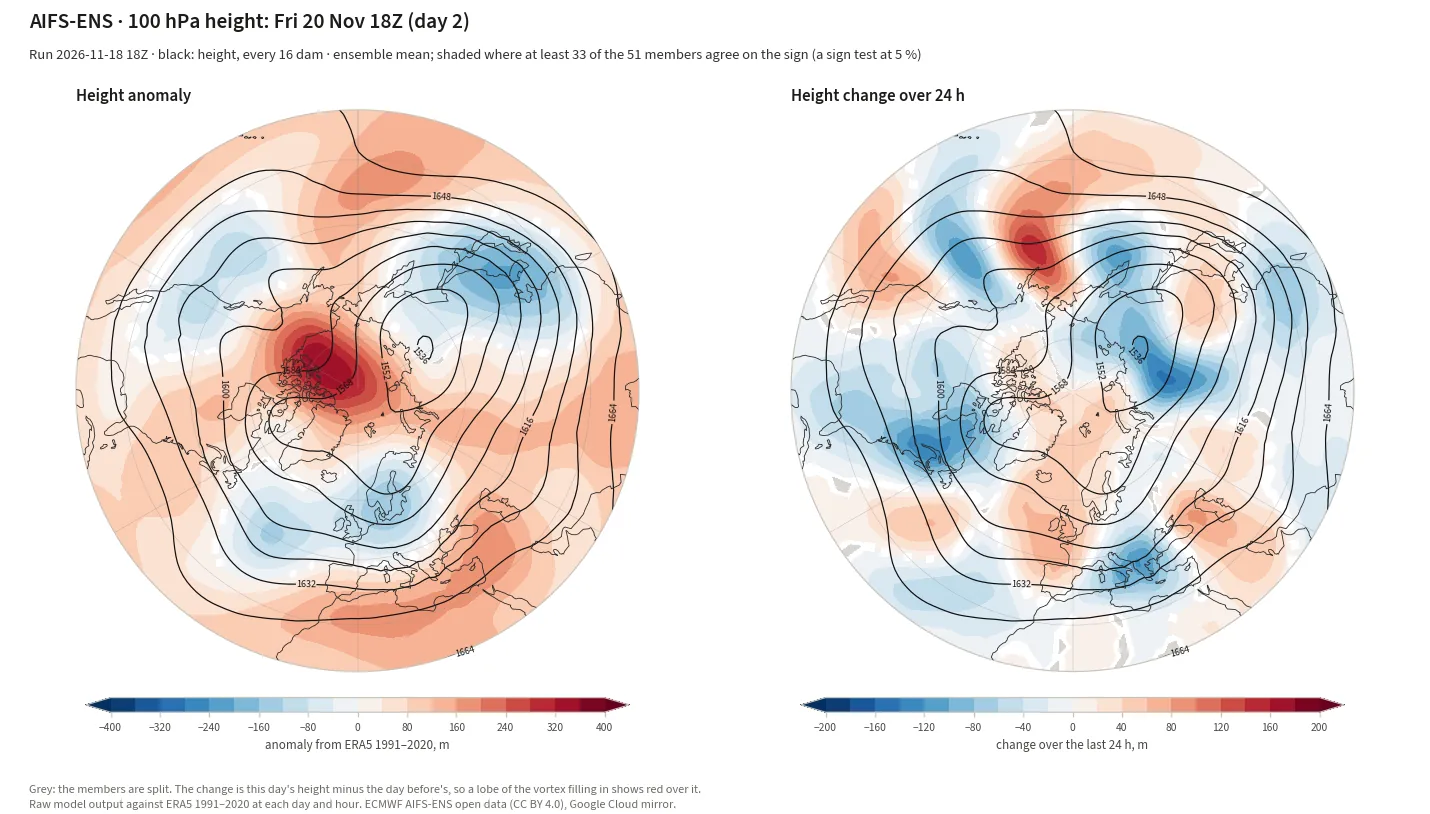 AIFS-ENS · 100 hPa height: Fri 20 Nov 18Z (day 2)
Run 2026-11-18 18Z · black: height, every 16 dam · ensemble mean; shaded where at least 33 of the 51 members agree on the sign (a sign test at 5 %)
Height anomaly
Height change over 24 h
1648
1536
1584
1568
1552
1600
1616
1664
1632
1664
1648
1536
1584
1568
1552
1600
1616
1664
1632
1664
−400 −320 −240 −160 −80 0 80 160 240 320 400
anomaly from ERA5 1991–2020, m
−200 −160 −120 −80 −40 0 40 80 120 160 200
change over the last 24 h, m
Grey: the members are split. The change is this day's height minus the day before's, so a lobe of the vortex filling in shows red over it.
Raw model output against ERA5 1991–2020 at each day and hour. ECMWF AIFS-ENS open data (CC BY 4.0), Google Cloud mirror.